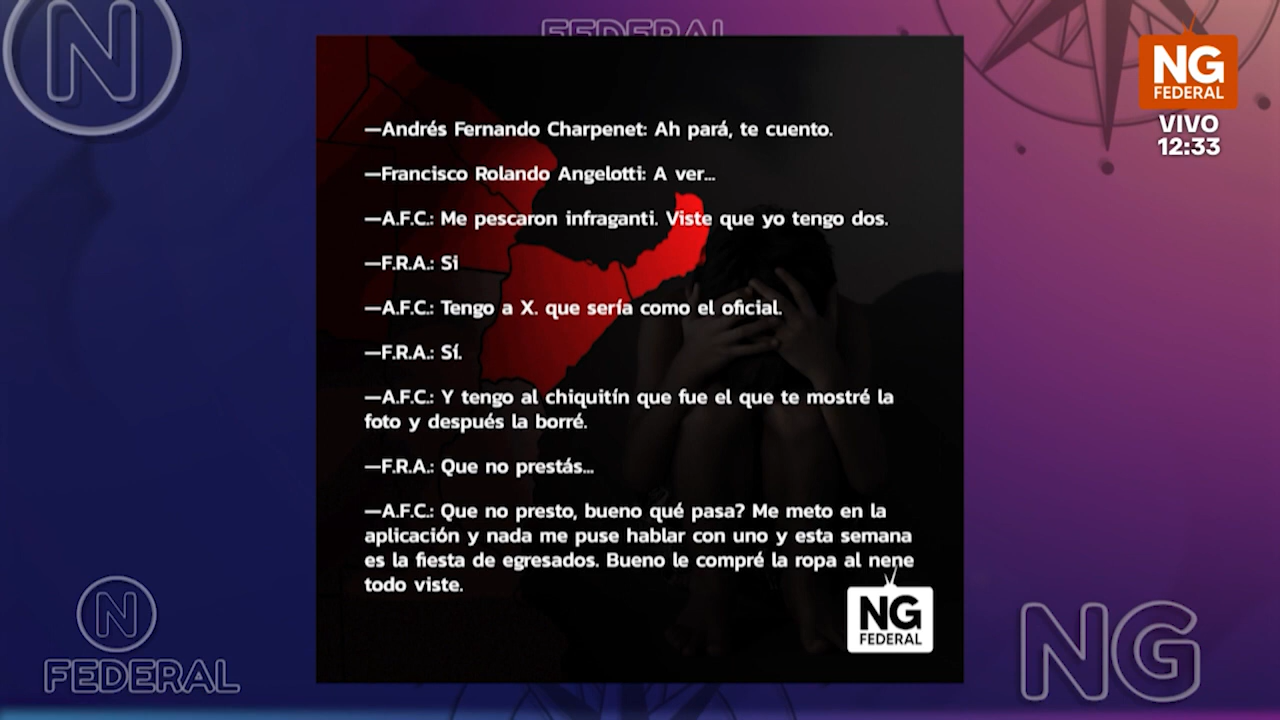 FEDERAL
N
NG
FEDERAL
VIVO
12:33
—Andrés Fernando Charpenet: Ah pará, te cuento.
—Francisco Rolando Angelotti: A ver...
—A.F.C.: Me pescaron infraganti. Viste que yo tengo dos.
—F.R.A.: Si
—A.F.C.: Tengo a X. que sería como el oficial.
—F.R.A.: Sí.
—A.F.C.: Y tengo al chiquitín que fue el que te mostré la
foto y después la borré.
—F.R.A.: Que no prestás...
—A.F.C.: Que no presto, bueno qué pasa? Me meto en la
aplicación y nada me puse hablar con uno y esta semana
es la fiesta de egresados. Bueno le compré la ropa al nene
todo viste.
NG
FEDERAL
N
FEDERAL
NG